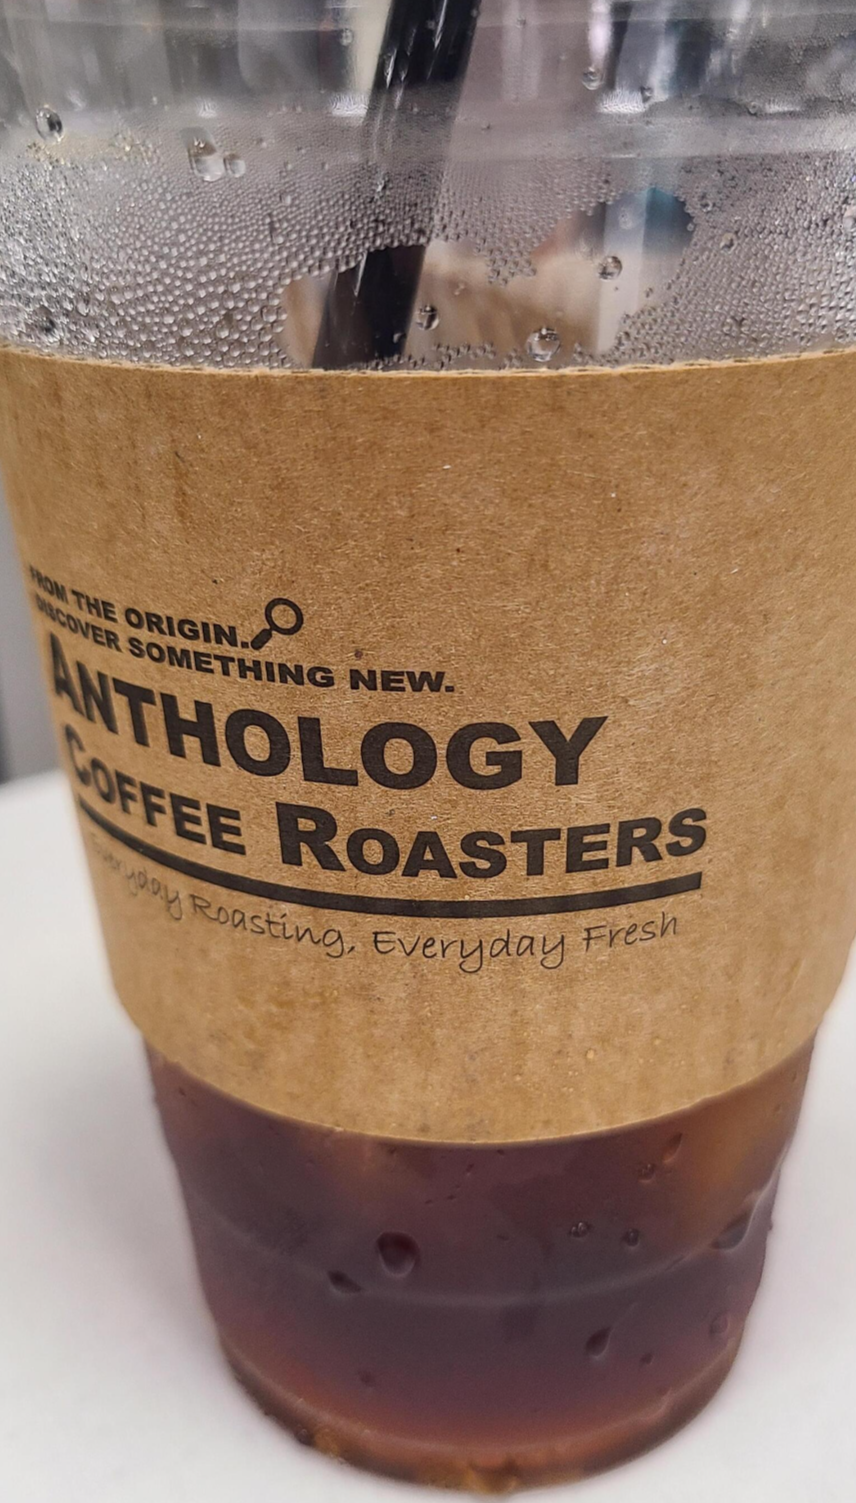 FROM THE ORIGIN.
DISCOVER SOMETHING NEW.
ANTHOLOGY
COFFEE ROASTERS
Everyday Roasting, Everyday Fresh